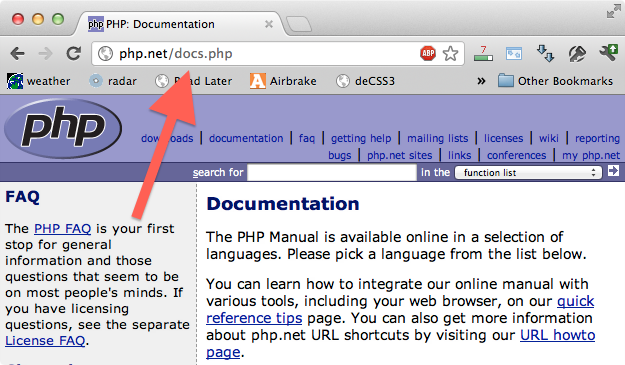 php PHP: Documentation
php.net/docs.php ABP 7
weather radar Read Later A Airbrake deCSS3 » Other Bookmarks
php
downloads | documentation | faq | getting help | mailing lists | licenses | wiki | reporting
bugs | php.net sites | links | conferences | my php.net
search for in the function list
FAQ
The PHP FAQ is your first
stop for general
information and those
questions that seem to be
on most people's minds. If
you have licensing
questions, see the separate
License FAQ.
Documentation
The PHP Manual is available online in a selection of
languages. Please pick a language from the list below.
You can learn how to integrate our online manual with
various tools, including your web browser, on our quick
reference tips page. You can also get more information
about php.net URL shortcuts by visiting our URL howto
page.